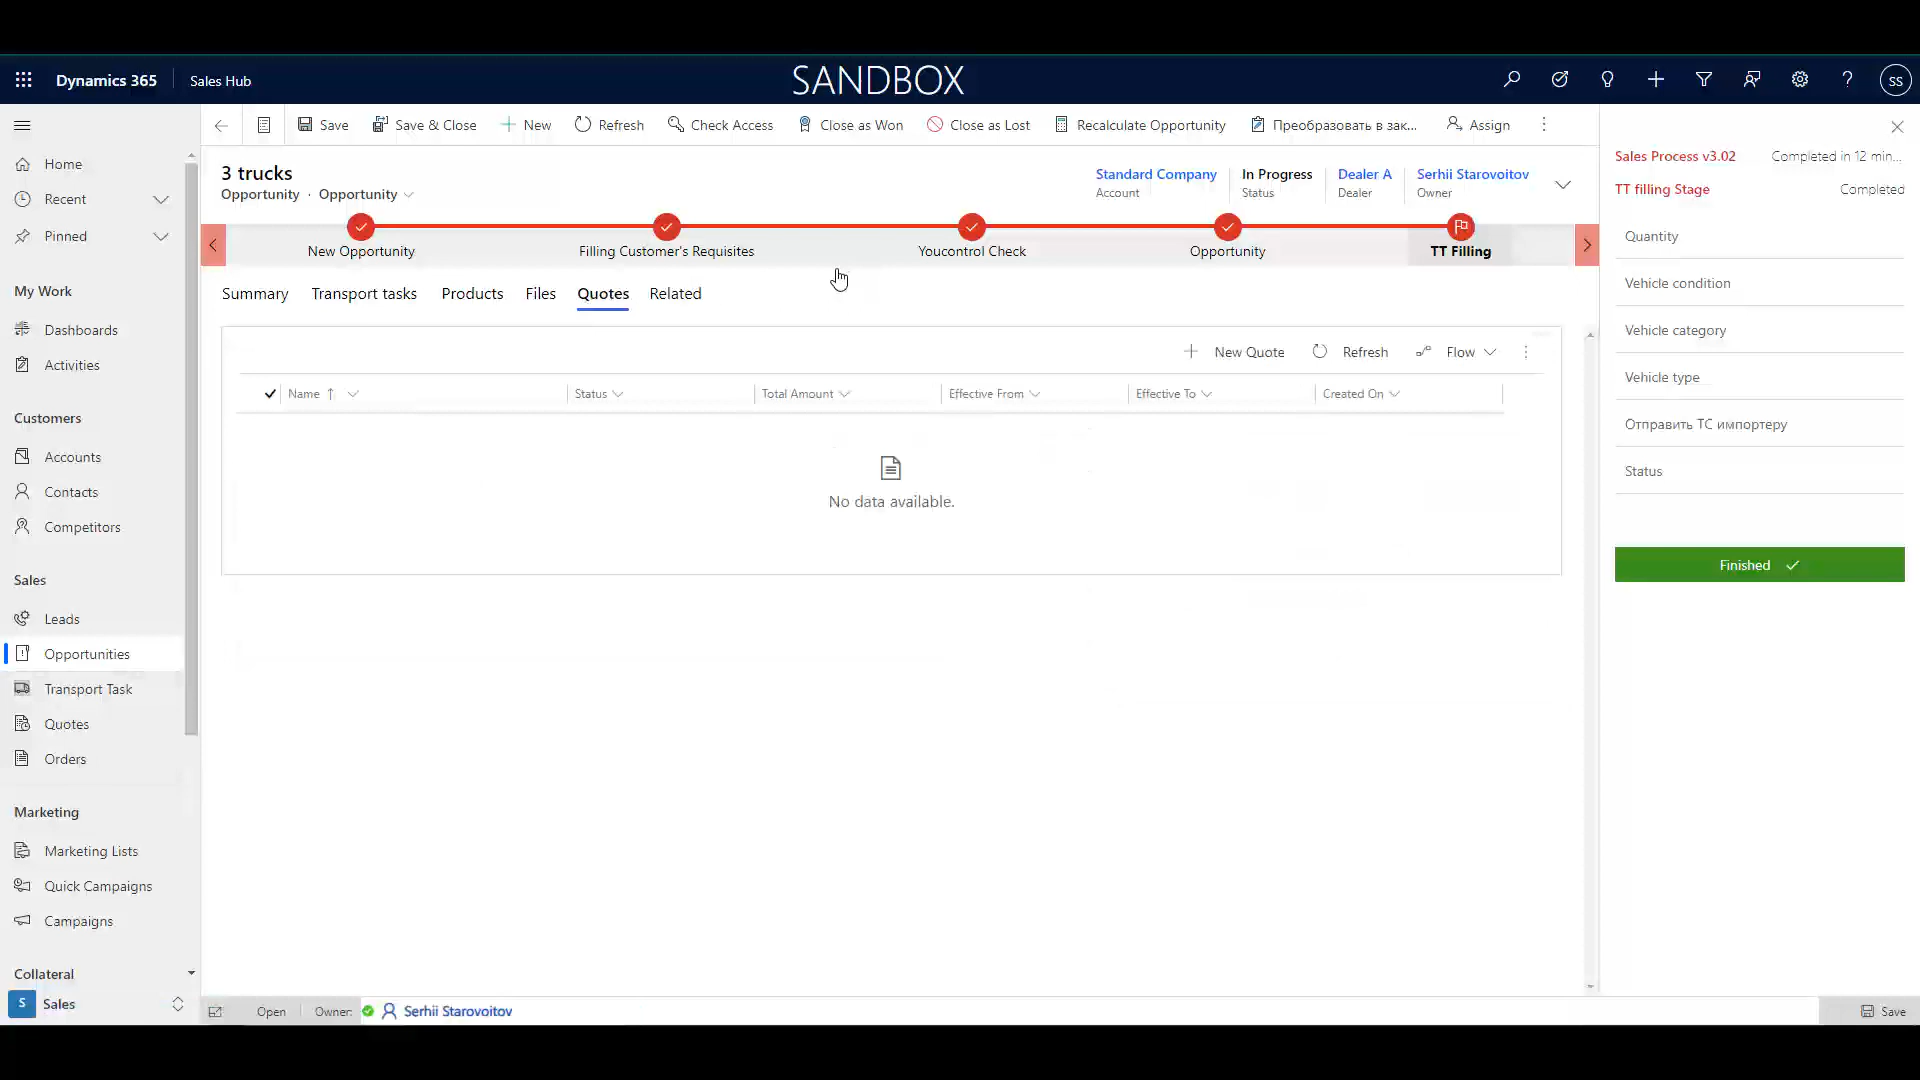 Dynamics 365
Sales Hub
SANDBOX
SS
Save
Save & Close
New
Refresh
Check Access
Close as Won
Close as Lost
Recalculate Opportunity
Преобразовать в зак...
Assign
Home
Recent
Pinned
My Work
Dashboards
Activities
Customers
Accounts
Contacts
Competitors
Sales
Leads
Opportunities
Transport Task
Quotes
Orders
Marketing
Marketing Lists
Quick Campaigns
Campaigns
Collateral
S Sales
3 trucks
Opportunity · Opportunity
Standard Company
Account
In Progress
Status
Dealer A
Dealer
Serhii Starovoitov
Owner
New Opportunity
Filling Customer's Requisites
Youcontrol Check
Opportunity
TT Filling
Summary
Transport tasks
Products
Files
Quotes
Related
New Quote
Refresh
Flow
Name
Status
Total Amount
Effective From
Effective To
Created On
No data available.
Open
Owner:
Serhii Starovoitov
Save
Sales Process v3.02
Completed in 12 min...
TT filling Stage
Completed
Quantity
Vehicle condition
Vehicle category
Vehicle type
Отправить ТС импортеру
Status
Finished